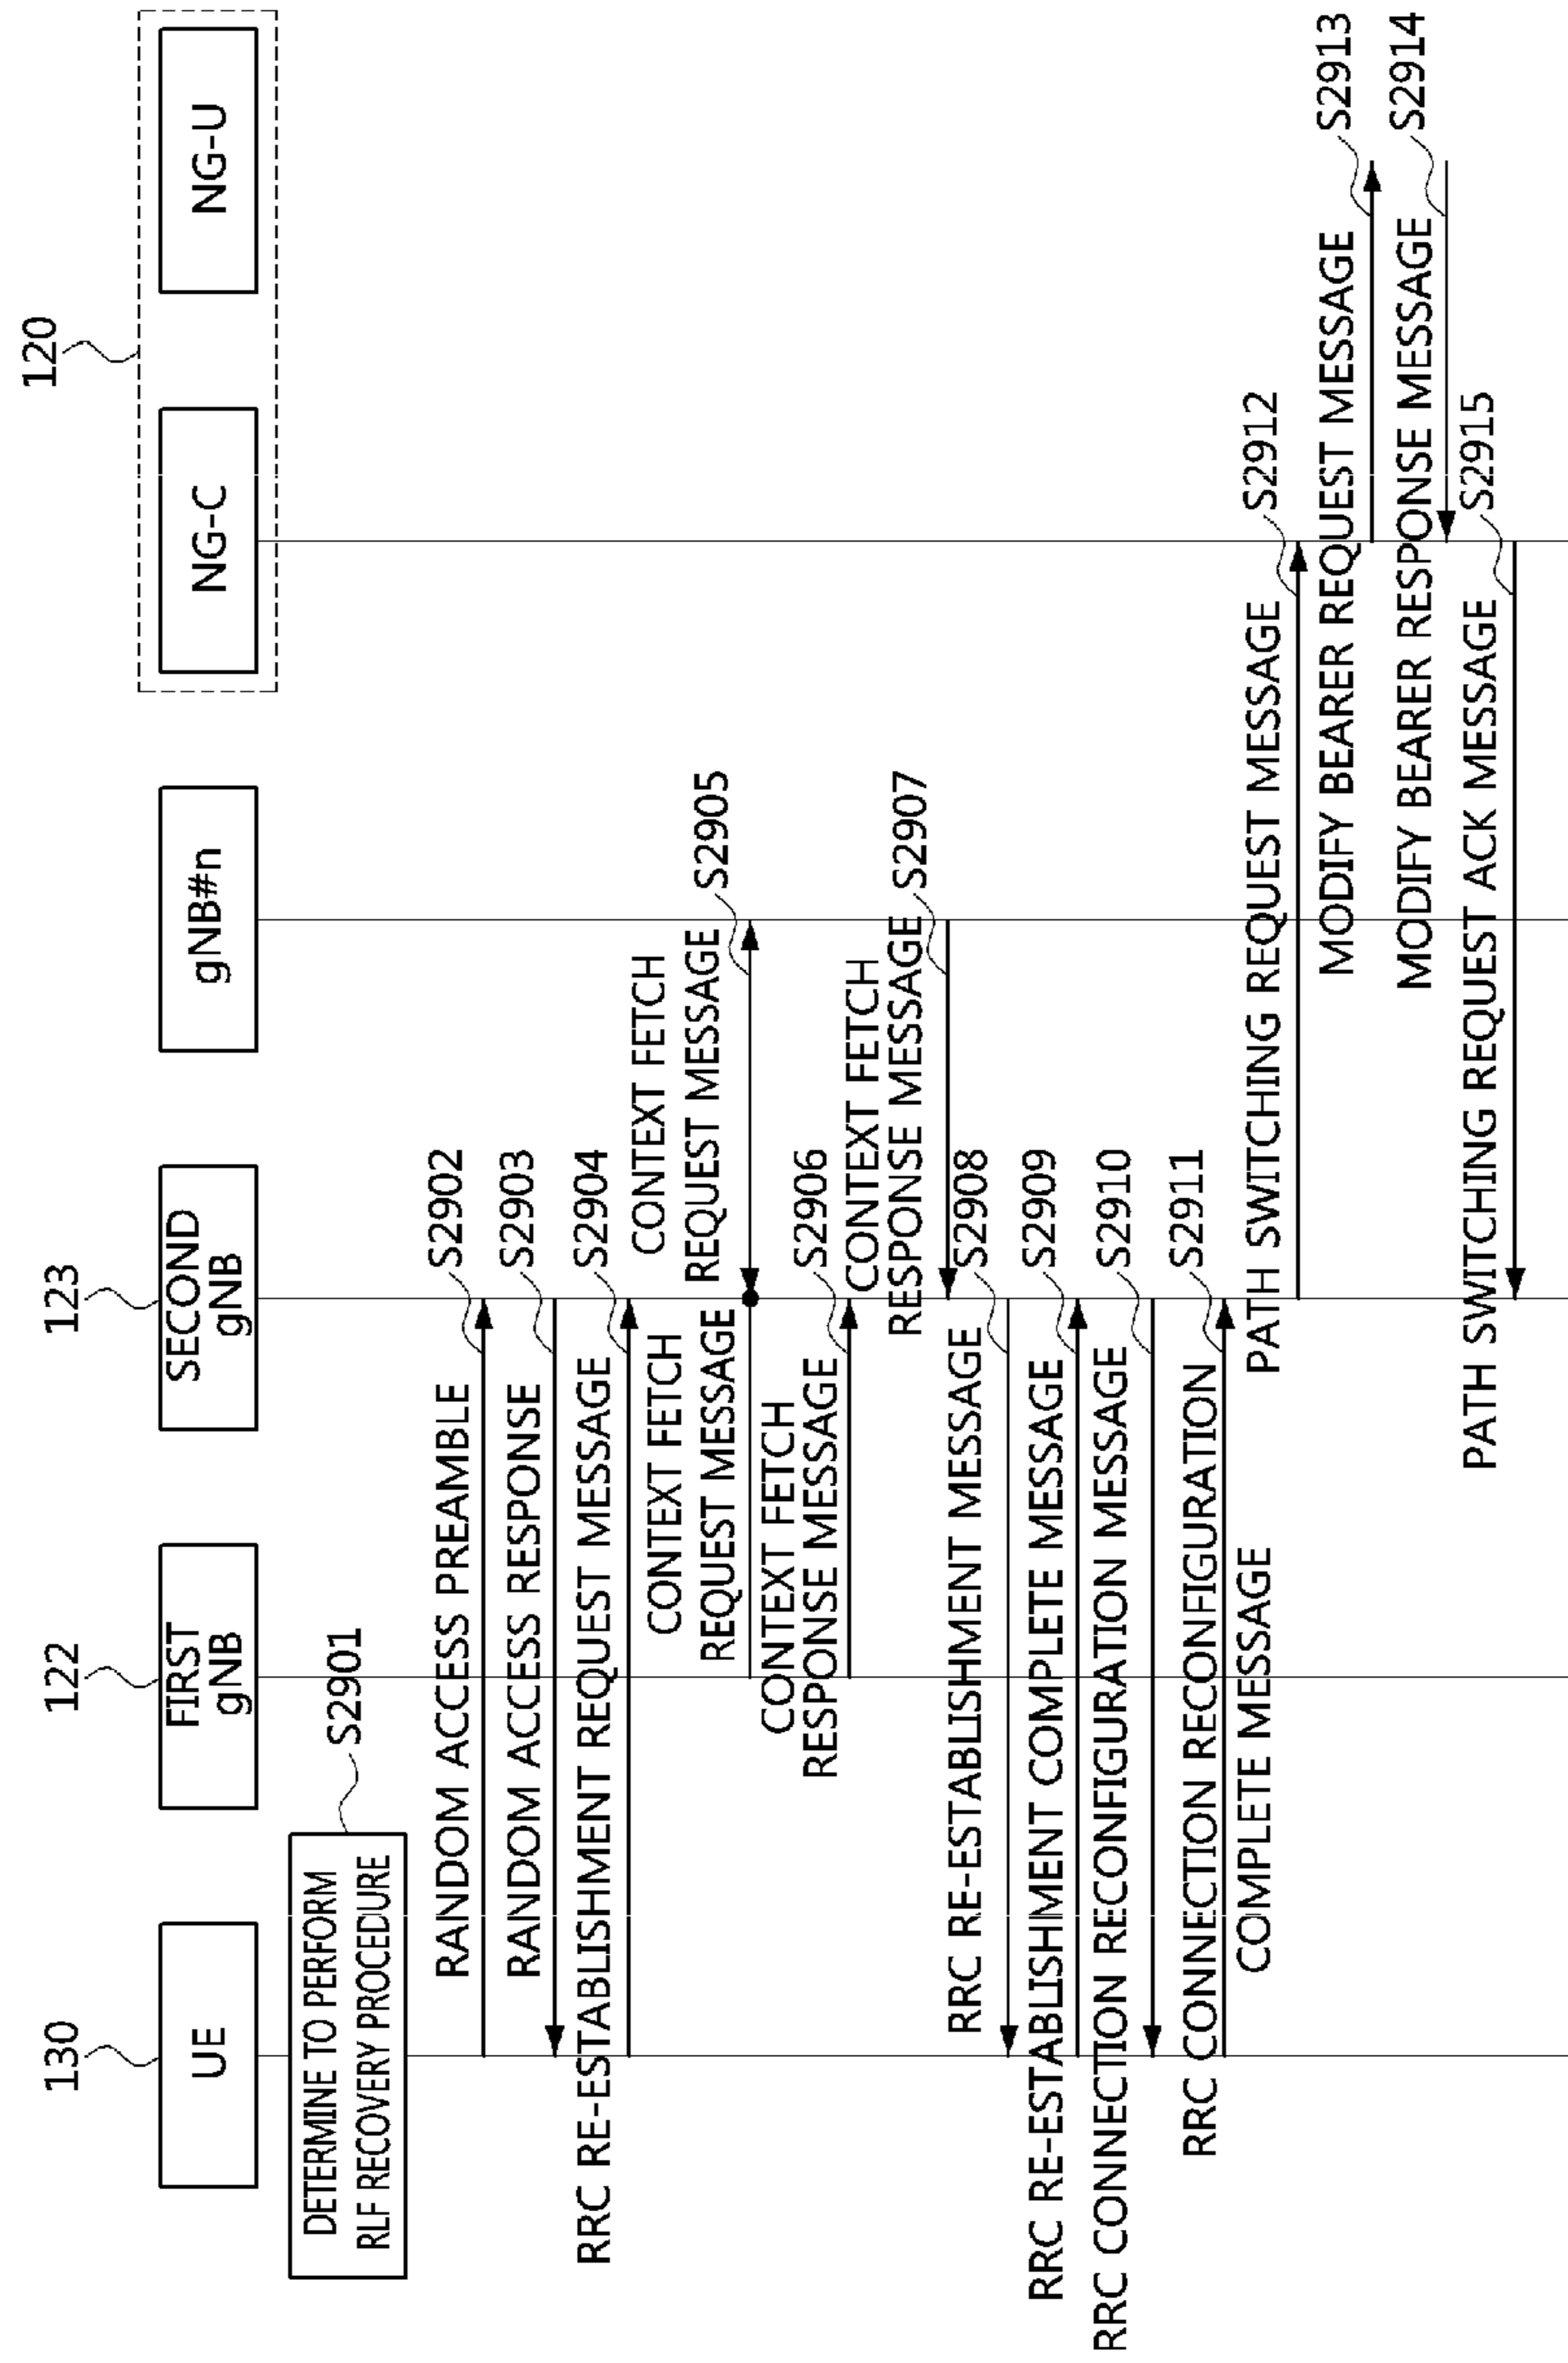 130
UE
122
FIRST
gNB
123
SECOND
gNB
gNB#n
120
NG-C
NG-U
DETERMINE TO PERFORM
RLF RECOVERY PROCEDURE
S2901
RANDOM ACCESS PREAMBLE
S2902
RANDOM ACCESS RESPONSE
S2903
RRC RE-ESTABLISHMENT REQUEST MESSAGE
S2904
CONTEXT FETCH
REQUEST MESSAGE
CONTEXT FETCH
REQUEST MESSAGE
S2905
CONTEXT FETCH
RESPONSE MESSAGE
S2906
CONTEXT FETCH
RESPONSE MESSAGE
S2907
RRC RE-ESTABLISHMENT MESSAGE
S2908
RRC RE-ESTABLISHMENT COMPLETE MESSAGE
S2909
RRC CONNECTION RECONFIGURATION MESSAGE
S2910
RRC CONNECTION RECONFIGURATION
COMPLETE MESSAGE
S2911
PATH SWITCHING REQUEST MESSAGE
S2912
MODIFY BEARER REQUEST MESSAGE
S2913
MODIFY BEARER RESPONSE MESSAGE
S2914
PATH SWITCHING REQUEST ACK MESSAGE
S2915